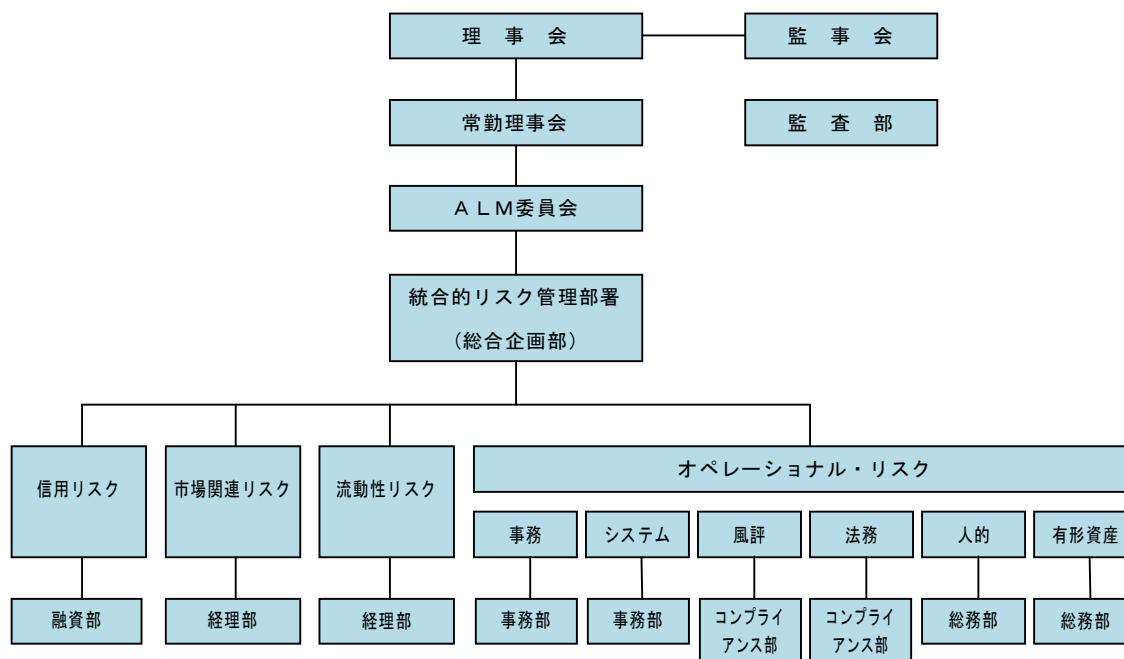 理　事　会
監　事　会
常勤理事会
監　査　部
ＡＬＭ委員会
統合的リスク管理部署
（総合企画部）
信用リスク
市場関連リスク
流動性リスク
オペレーショナル・リスク
事務
システム
風評
法務
人的
有形資産
融資部
経理部
経理部
事務部
事務部
コンプライ
アンス部
コンプライ
アンス部
総務部
総務部